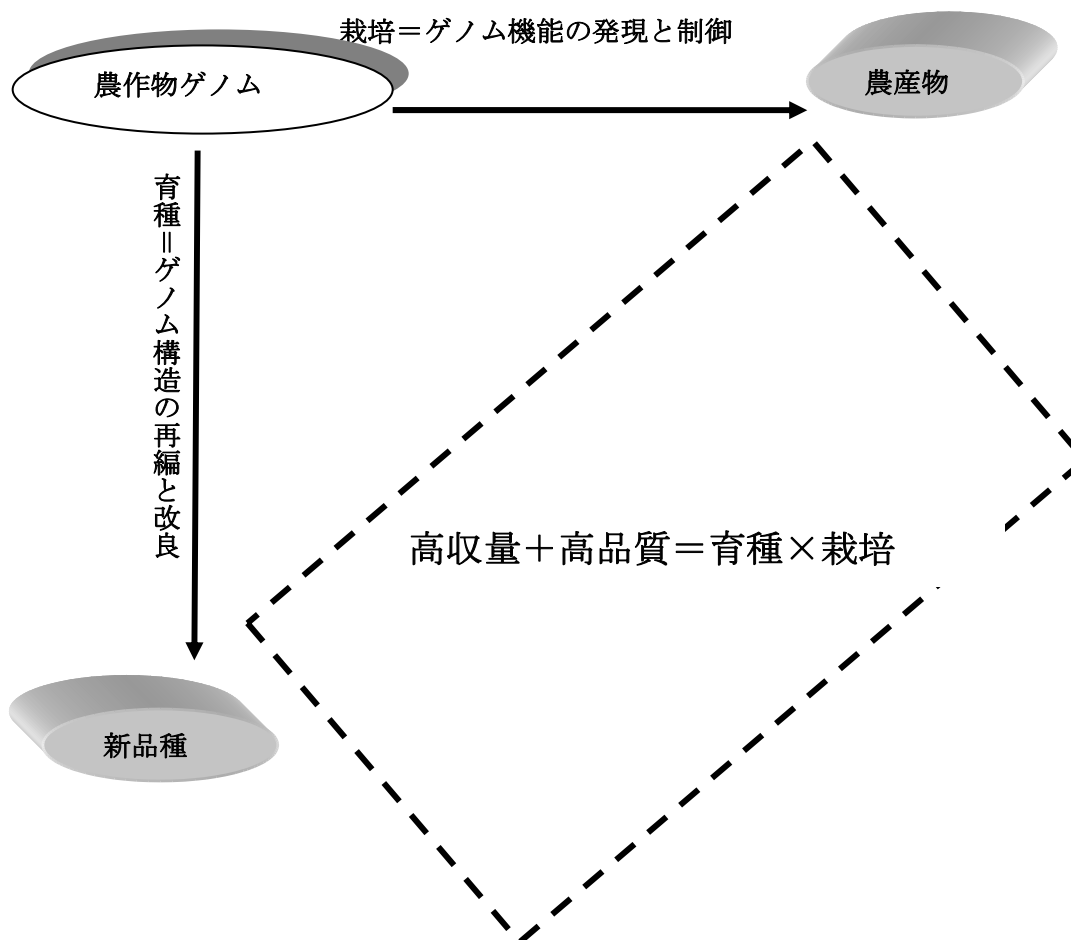 栽培＝ゲノム機能の発現と制御
農作物ゲノム
農産物
育種＝ゲノム構造の再編と改良
高収量＋高品質＝育種×栽培
新品種